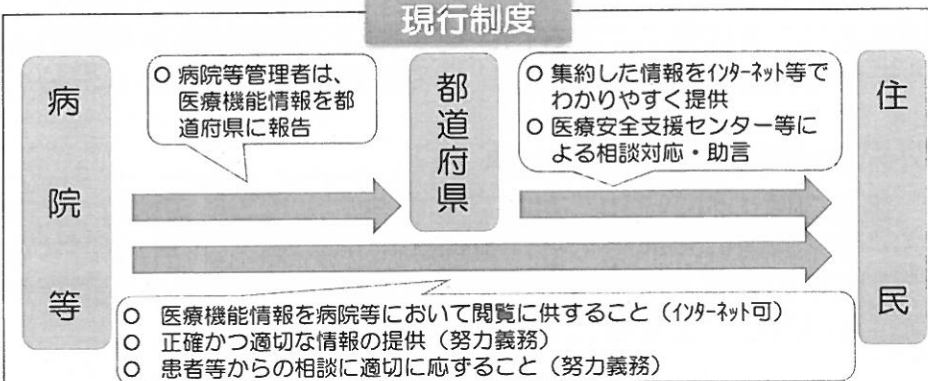 現行制度
病院等
○ 病院等管理者は、
医療機能情報を都
道府県に報告
都道府県
○ 集約した情報をインターネット等で
わかりやすく提供
○ 医療安全支援センター等に
よる相談対応・助言
住民
○ 医療機能情報を病院等において閲覧に供すること（インターネット可）
○ 正確かつ適切な情報の提供（努力義務）
○ 患者等からの相談に適切に応ずること（努力義務）